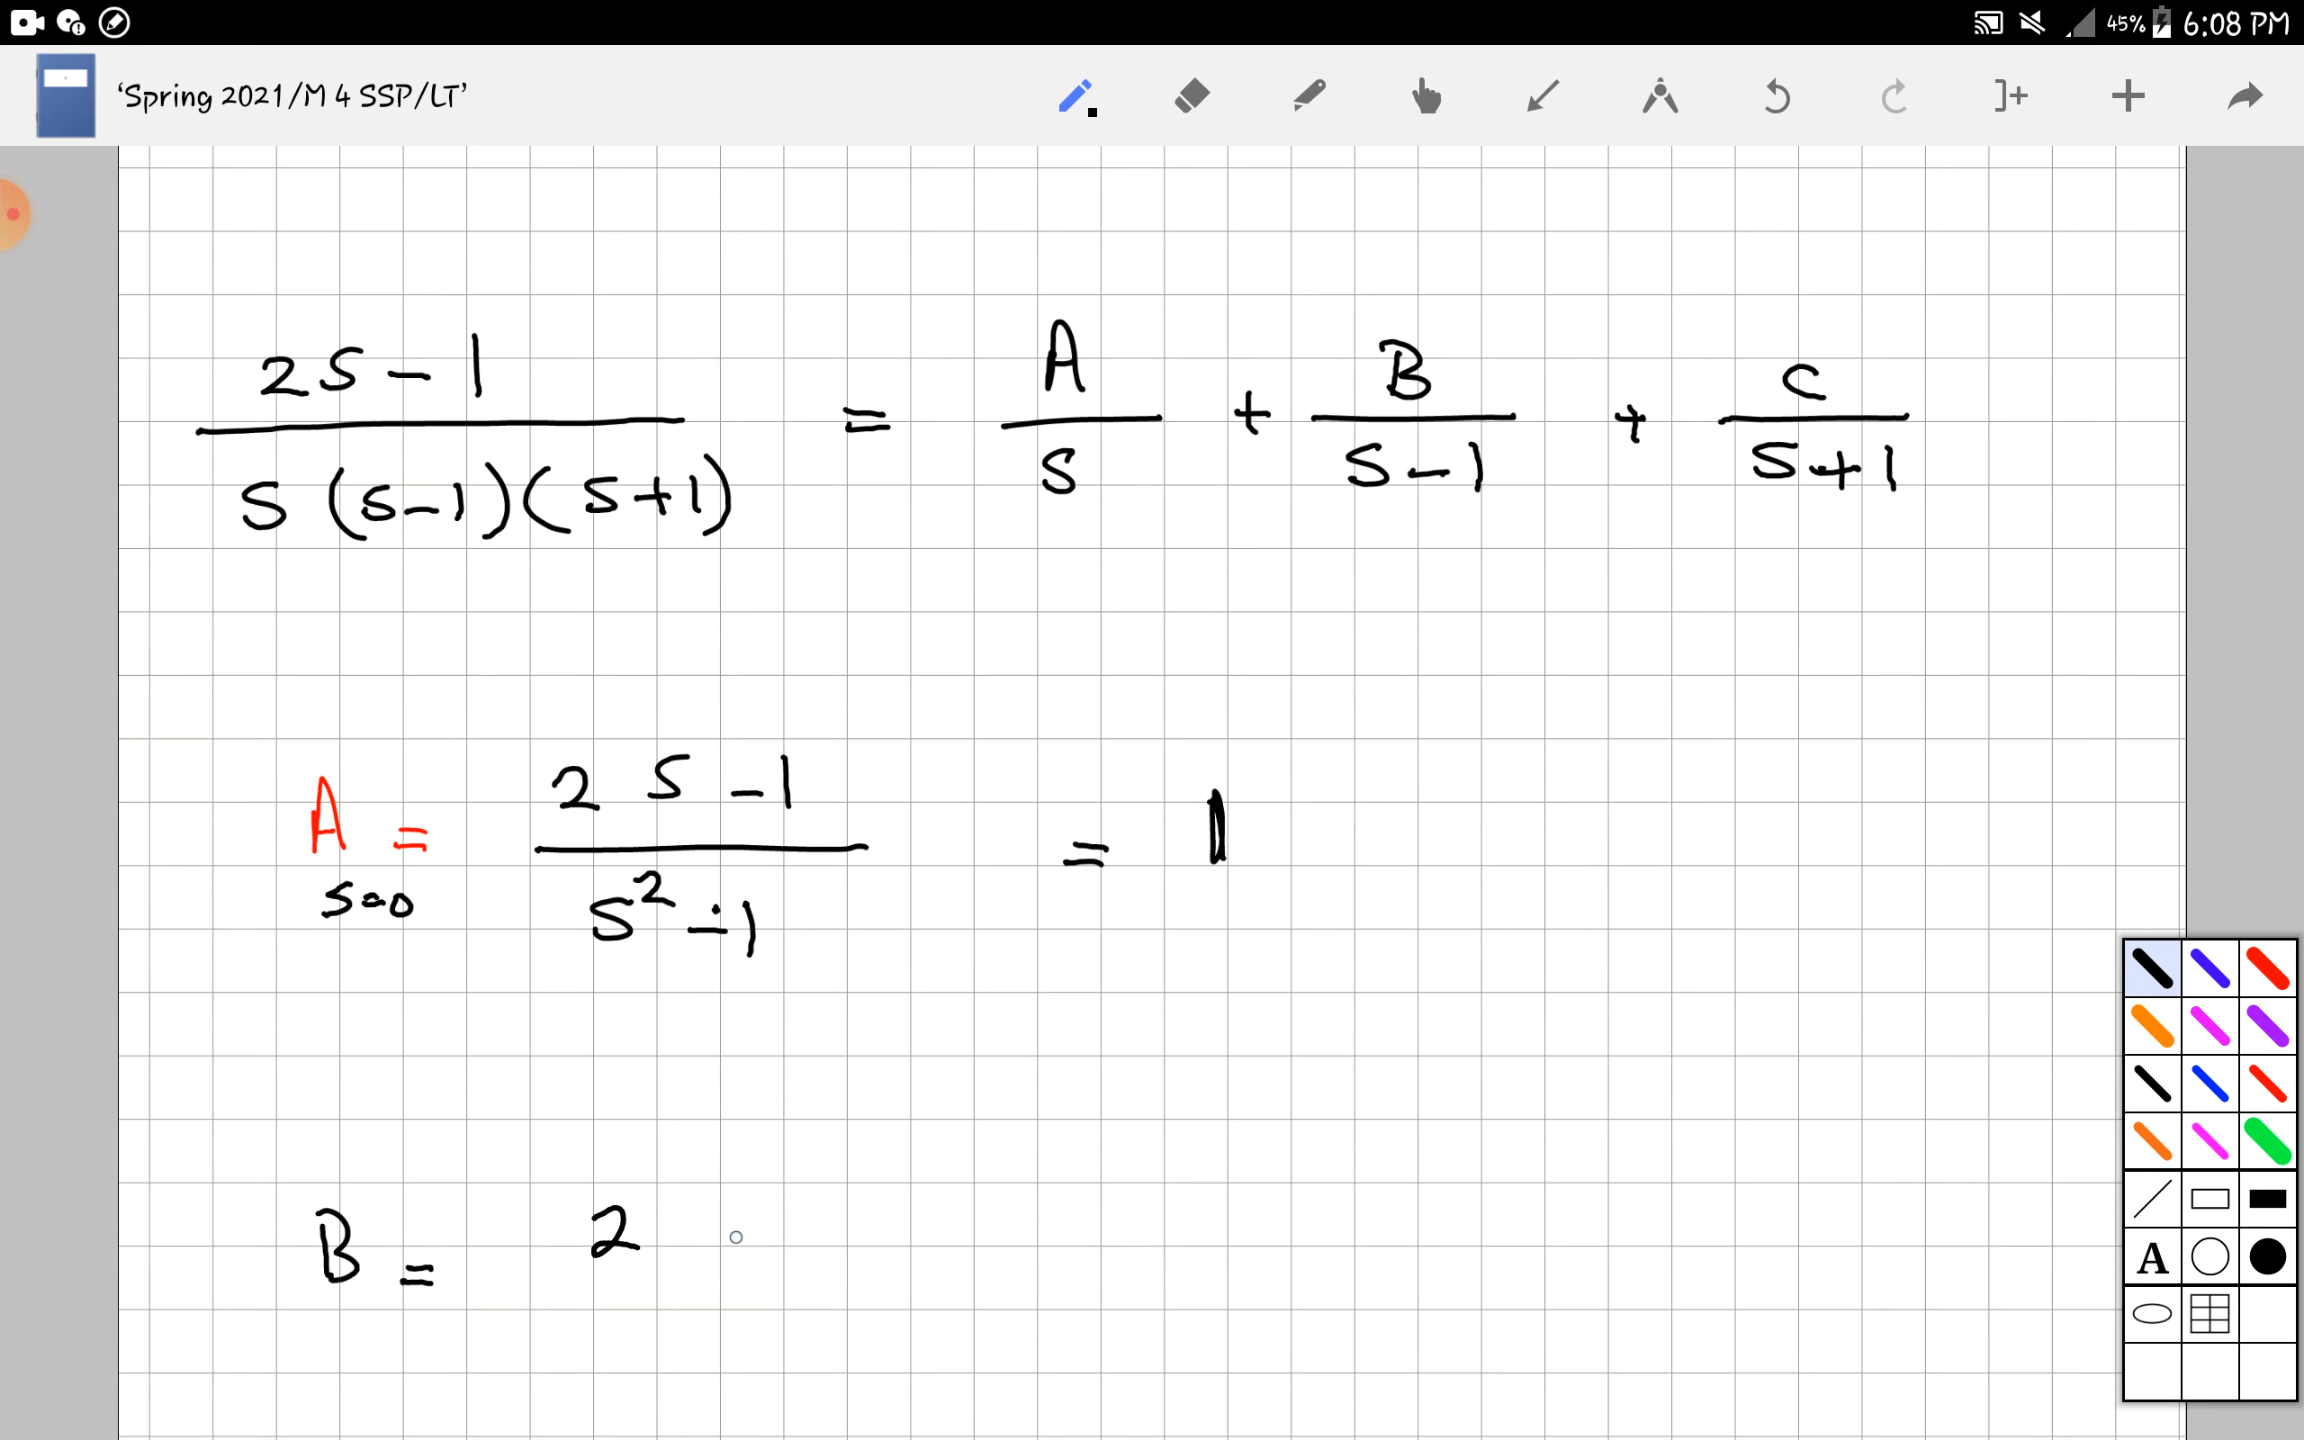 45% 6:08 PM
‘Spring 2021/M 4 SSP/LT’
2S - 1 / S (S-1)(S+1) = A / S + B / S-1 + C / S+1
A = 2 S - 1 / S² - 1 = 1
S=0
B = 2
A